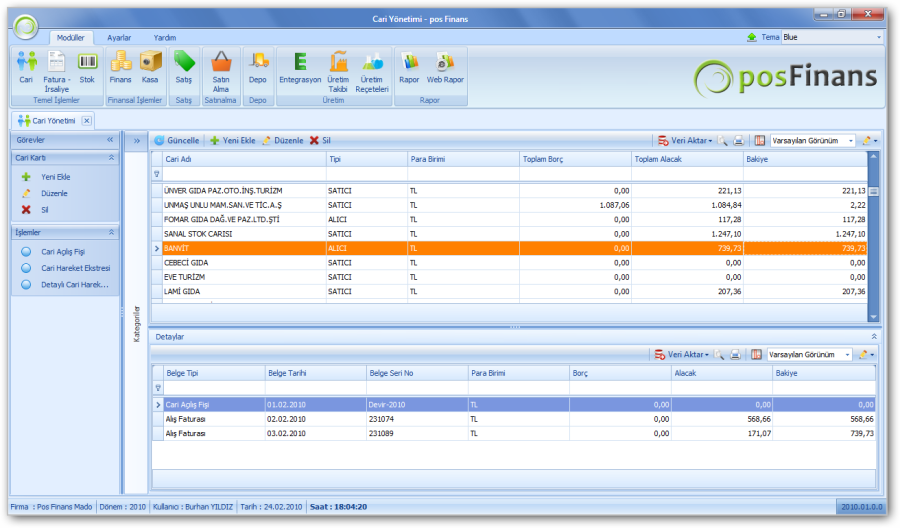 Cari Yönetimi - pos Finans
Modüller Ayarlar Yardım Tema Blue
Cari Fatura - İrsaliye Stok Finans Kasa Satış Satın Alma Depo Entegrasyon Üretim Takibi Üretim Reçeteleri Rapor Web Rapor
Temel İşlemler Finansal İşlemler Satış Satınalma Depo Üretim Rapor
posFinans
Cari Yönetimi
Görevler
Cari Kartı
Yeni Ekle
Düzenle
Sil
İşlemler
Cari Açılış Fişi
Cari Hareket Ekstresi
Detaylı Cari Harek...
Kategoriler
Güncelle Yeni Ekle Düzenle Sil Veri Aktar Varsayılan Görünüm
Cari Adı Tipi Para Birimi Toplam Borç Toplam Alacak Bakiye
ÜNVER GIDA PAZ.OTO.İNŞ.TURİZM SATICI TL 0,00 221,13 221,13
UNMAŞ UNLU MAM.SAN.VE TİC.A.Ş SATICI TL 1.087,06 1.084,84 2,22
FOMAR GIDA DAĞ.VE PAZ.LTD.ŞTİ ALICI TL 0,00 117,28 117,28
SANAL STOK CARISI SATICI TL 0,00 1.247,10 1.247,10
BANVİT ALICI TL 0,00 739,73 739,73
CEBECİ GIDA SATICI TL 0,00 0,00 0,00
EVE TURİZM SATICI TL 0,00 0,00 0,00
LAMİ GIDA SATICI TL 0,00 207,36 207,36
Detaylar
Veri Aktar Varsayılan Görünüm
Belge Tipi Belge Tarihi Belge Seri No Para Birimi Borç Alacak Bakiye
Cari Açılış Fişi 01.02.2010 Devir-2010 TL 0,00 0,00 0,00
Alış Faturası 02.02.2010 231074 TL 0,00 568,66 568,66
Alış Faturası 03.02.2010 231089 TL 0,00 171,07 739,73
Firma : Pos Finans Mado Dönem : 2010 Kullanıcı : Burhan YILDIZ Tarih : 24.02.2010 Saat : 18:04:20 2010.01.0.0